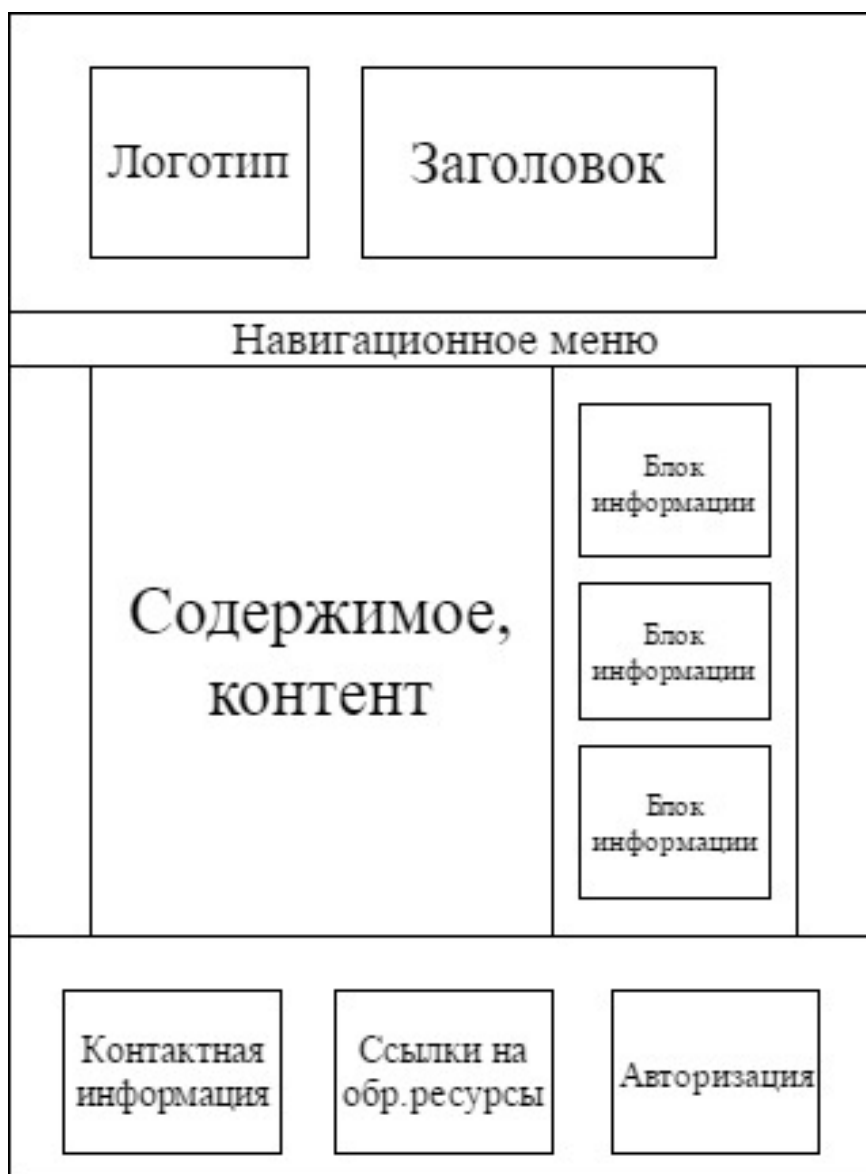 Логотип
Заголовок
Навигационное меню
Содержимое,
контент
Блок
информации
Блок
информации
Блок
информации
Контактная
информация
Ссылки на
обр.ресурсы
Авторизация